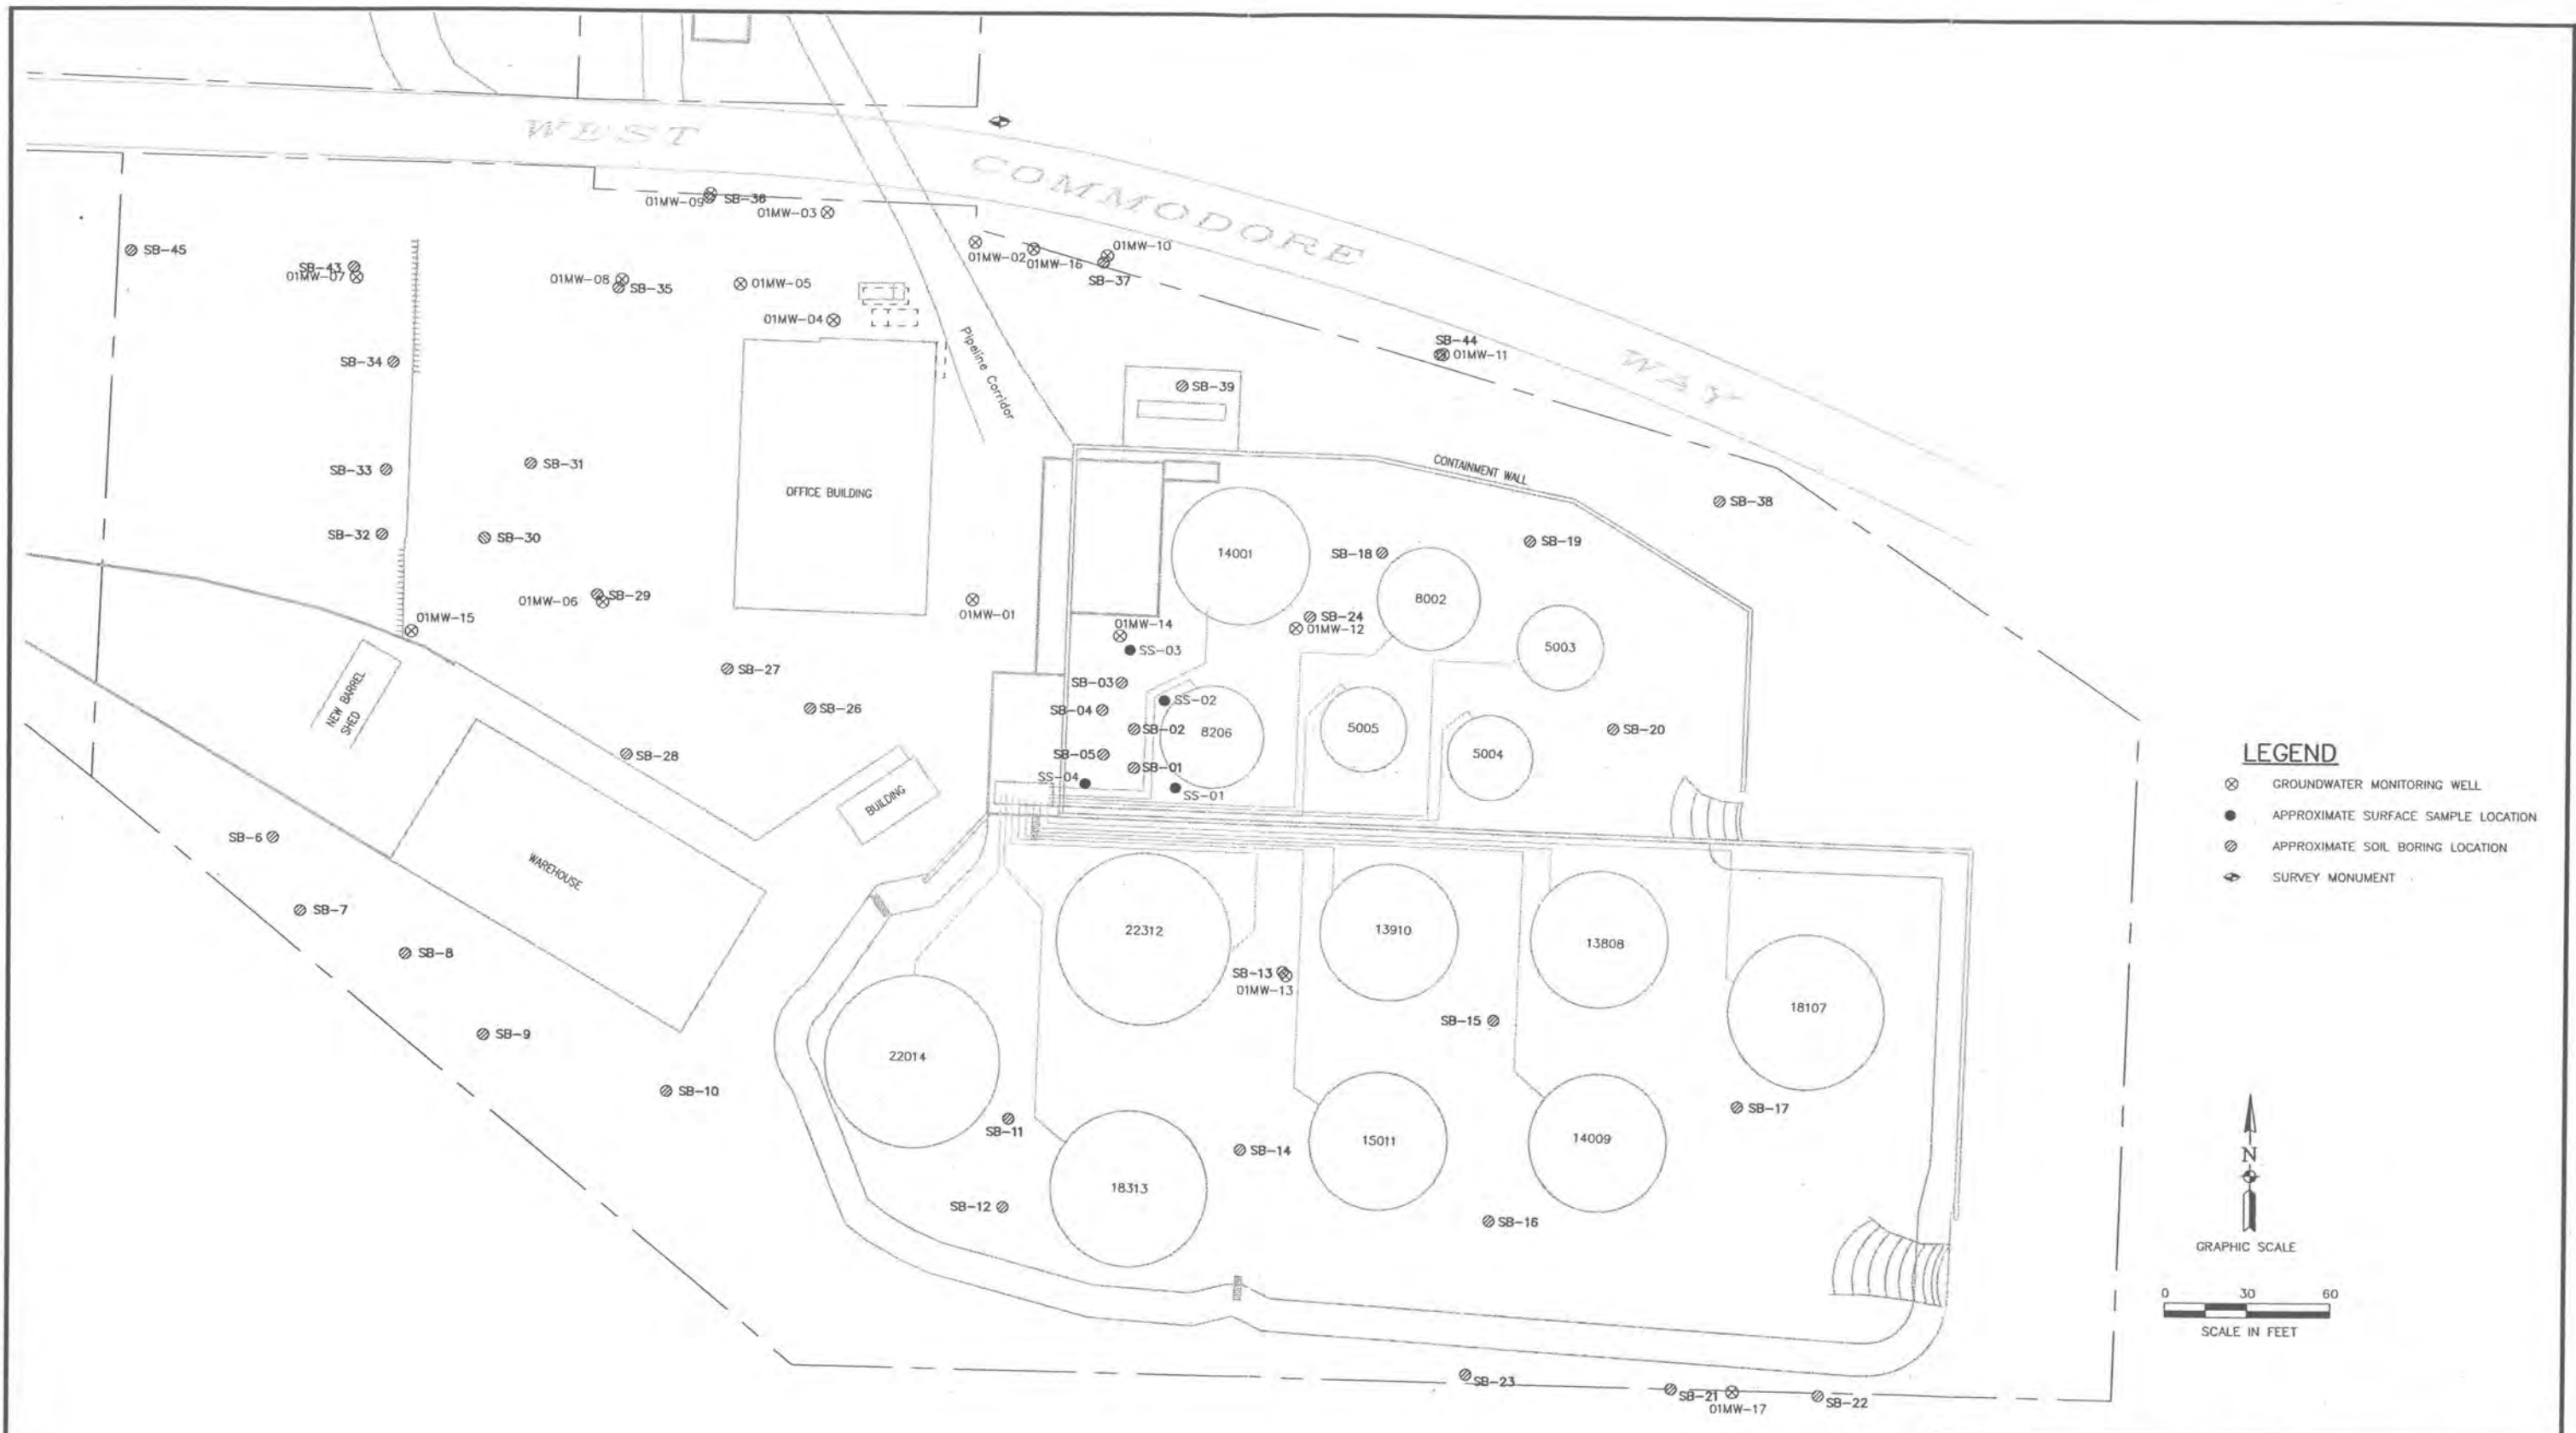 WEST
COMMODORE
WAY
01MW-09
SB-36
01MW-03
01MW-02
01MW-16
01MW-10
SB-37
SB-45
SB-43
01MW-07
01MW-08
SB-35
01MW-05
01MW-04
Pipeline Corridor
SB-44
01MW-11
SB-34
SB-39
SB-33
SB-31
OFFICE BUILDING
CONTAINMENT WALL
SB-38
SB-32
SB-30
14001
SB-18
SB-19
8002
01MW-06
SB-29
01MW-01
01MW-15
01MW-14
SS-03
SB-24
01MW-12
5003
NEW BARREL
SHED
SB-27
SB-26
SB-28
SB-03
SB-04
SS-02
SB-02
8206
SB-05
SB-01
SS-04
SS-01
5005
5004
SB-20
BUILDING
SB-6
SB-7
SB-8
SB-9
SB-10
WAREHOUSE
22312
13910
13808
SB-13
01MW-13
18107
SB-15
22014
SB-11
SB-14
15011
14009
SB-17
18313
SB-12
SB-16
SB-23
SB-21
01MW-17
SB-22
LEGEND
GROUNDWATER MONITORING WELL
APPROXIMATE SURFACE SAMPLE LOCATION
APPROXIMATE SOIL BORING LOCATION
SURVEY MONUMENT
N
GRAPHIC SCALE
0 30 60
SCALE IN FEET